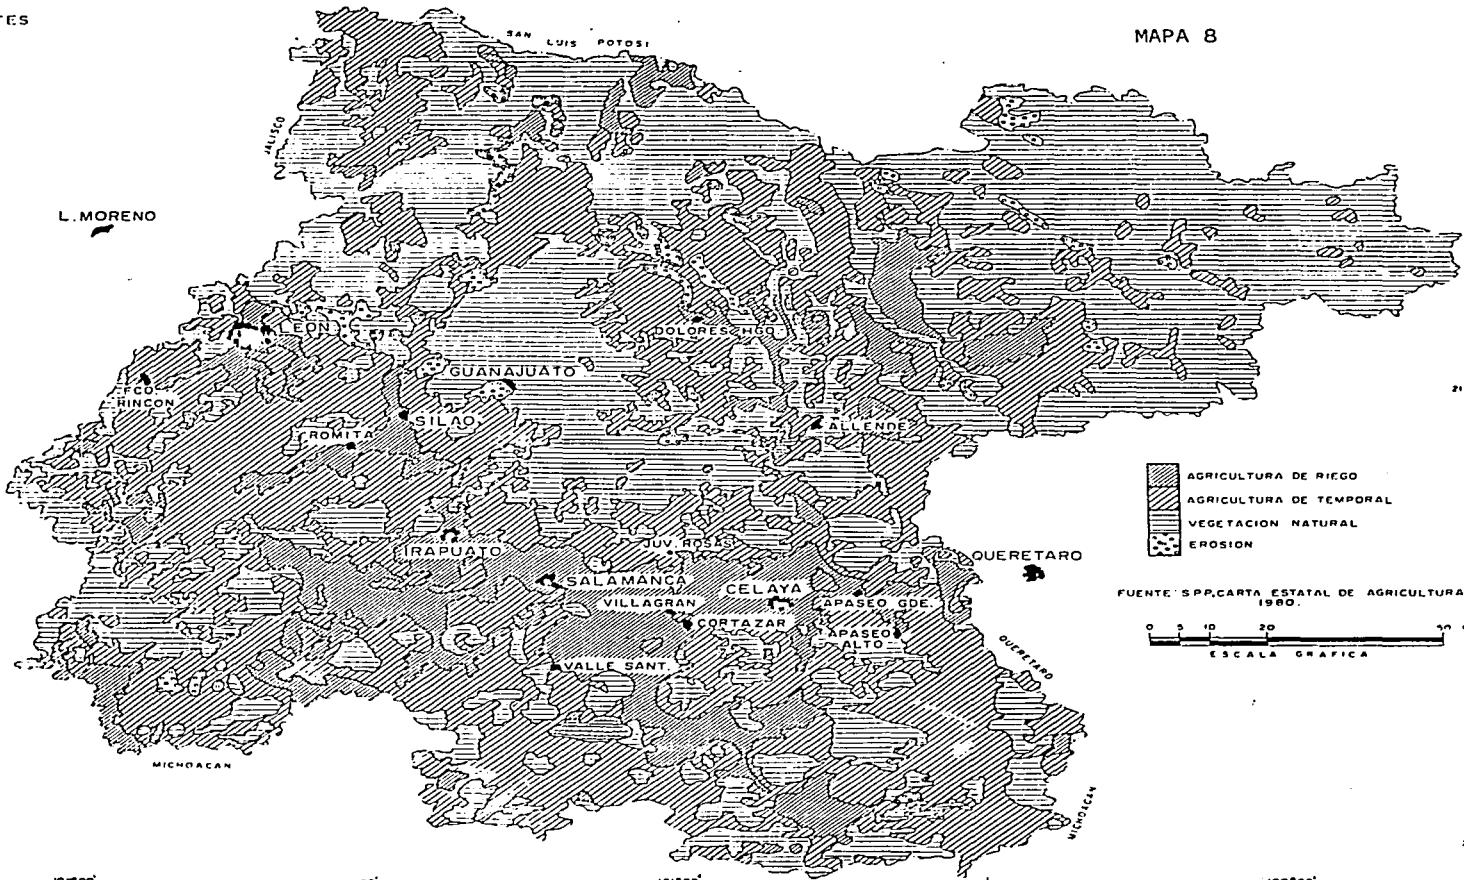 MAPA 8
SAN LUIS POTOSI
JALISCO
L. MORENO
LEON
DOLORES HGO.
GUANAJUATO
FCO.
RINCON
SILAO
ROMITA
ALLENDE
AGRICULTURA DE RIEGO
AGRICULTURA DE TEMPORAL
VEGETACION NATURAL
EROSION
IRAPUATO
JUV. ROSAS
QUERETARO
SALAMANCA
CELAYA
VILLAGRAN
APASEO GDE.
CORTAZAR
APASEO
ALTO
VALLE SANT.
FUENTE: S P P, CARTA ESTATAL DE AGRICULTURA
1980.
0 5 10 20
ESCALA GRAFICA
QUERETARO
MICHOACAN
MICHOACAN